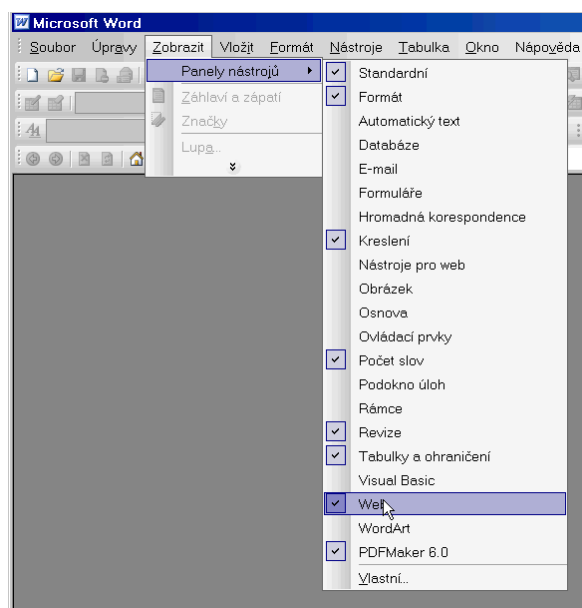 Microsoft Word
Soubor Úpravy Zobrazit Vložit Formát Nástroje Tabulka Okno Nápověda
Panely nástrojů
Záhlaví a zápatí
Značky
Lupa...
Standardní
Formát
Automatický text
Databáze
E-mail
Formuláře
Hromadná korespondence
Kreslení
Nástroje pro web
Obrázek
Osnova
Ovládací prvky
Počet slov
Podokno úloh
Rámce
Revize
Tabulky a ohraničení
Visual Basic
Web
WordArt
PDFMaker 6.0
Vlastní...